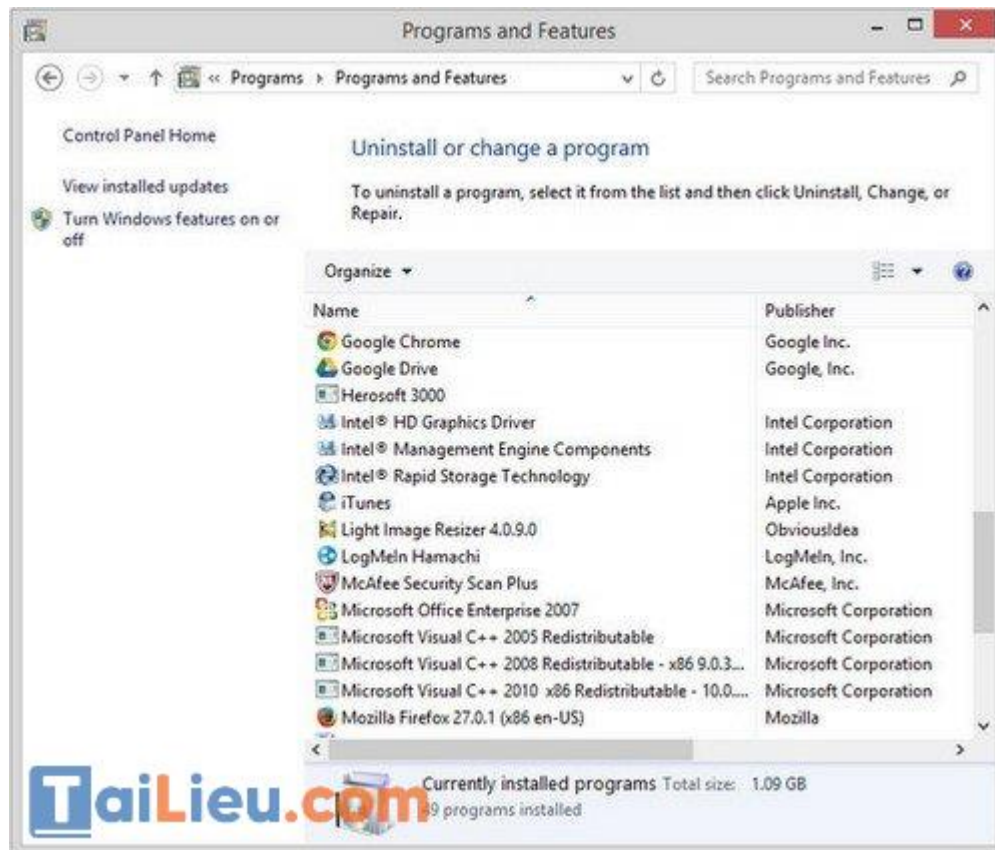 Programs and Features
« Programs › Programs and Features
Search Programs and Features
Control Panel Home
View installed updates
Turn Windows features on or
off
Uninstall or change a program
To uninstall a program, select it from the list and then click Uninstall, Change, or
Repair.
Organize
Name Publisher
Google Chrome Google Inc.
Google Drive Google, Inc.
Herosoft 3000
Intel® HD Graphics Driver Intel Corporation
Intel® Management Engine Components Intel Corporation
Intel® Rapid Storage Technology Intel Corporation
iTunes Apple Inc.
Light Image Resizer 4.0.9.0 ObviousIdea
LogMeIn Hamachi LogMeIn, Inc.
McAfee Security Scan Plus McAfee, Inc.
Microsoft Office Enterprise 2007 Microsoft Corporation
Microsoft Visual C++ 2005 Redistributable Microsoft Corporation
Microsoft Visual C++ 2008 Redistributable - x86 9.0.3... Microsoft Corporation
Microsoft Visual C++ 2010 x86 Redistributable - 10.0.... Microsoft Corporation
Mozilla Firefox 27.0.1 (x86 en-US) Mozilla
Currently installed programs Total size: 1.09 GB
programs installed
TaiLieu.com